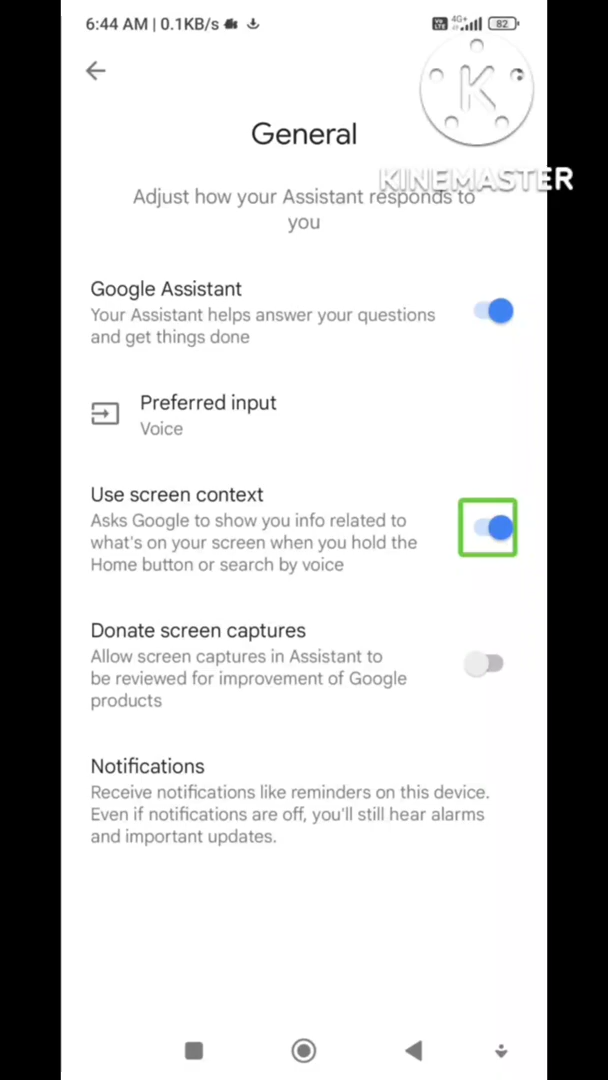 6:44 AM | 0.1KB/s
Vo LTE 4G+ 82
K
KINEMASTER
General
Adjust how your Assistant responds to
you
Google Assistant
Your Assistant helps answer your questions
and get things done
Preferred input
Voice
Use screen context
Asks Google to show you info related to
what's on your screen when you hold the
Home button or search by voice
Donate screen captures
Allow screen captures in Assistant to
be reviewed for improvement of Google
products
Notifications
Receive notifications like reminders on this device.
Even if notifications are off, you'll still hear alarms
and important updates.